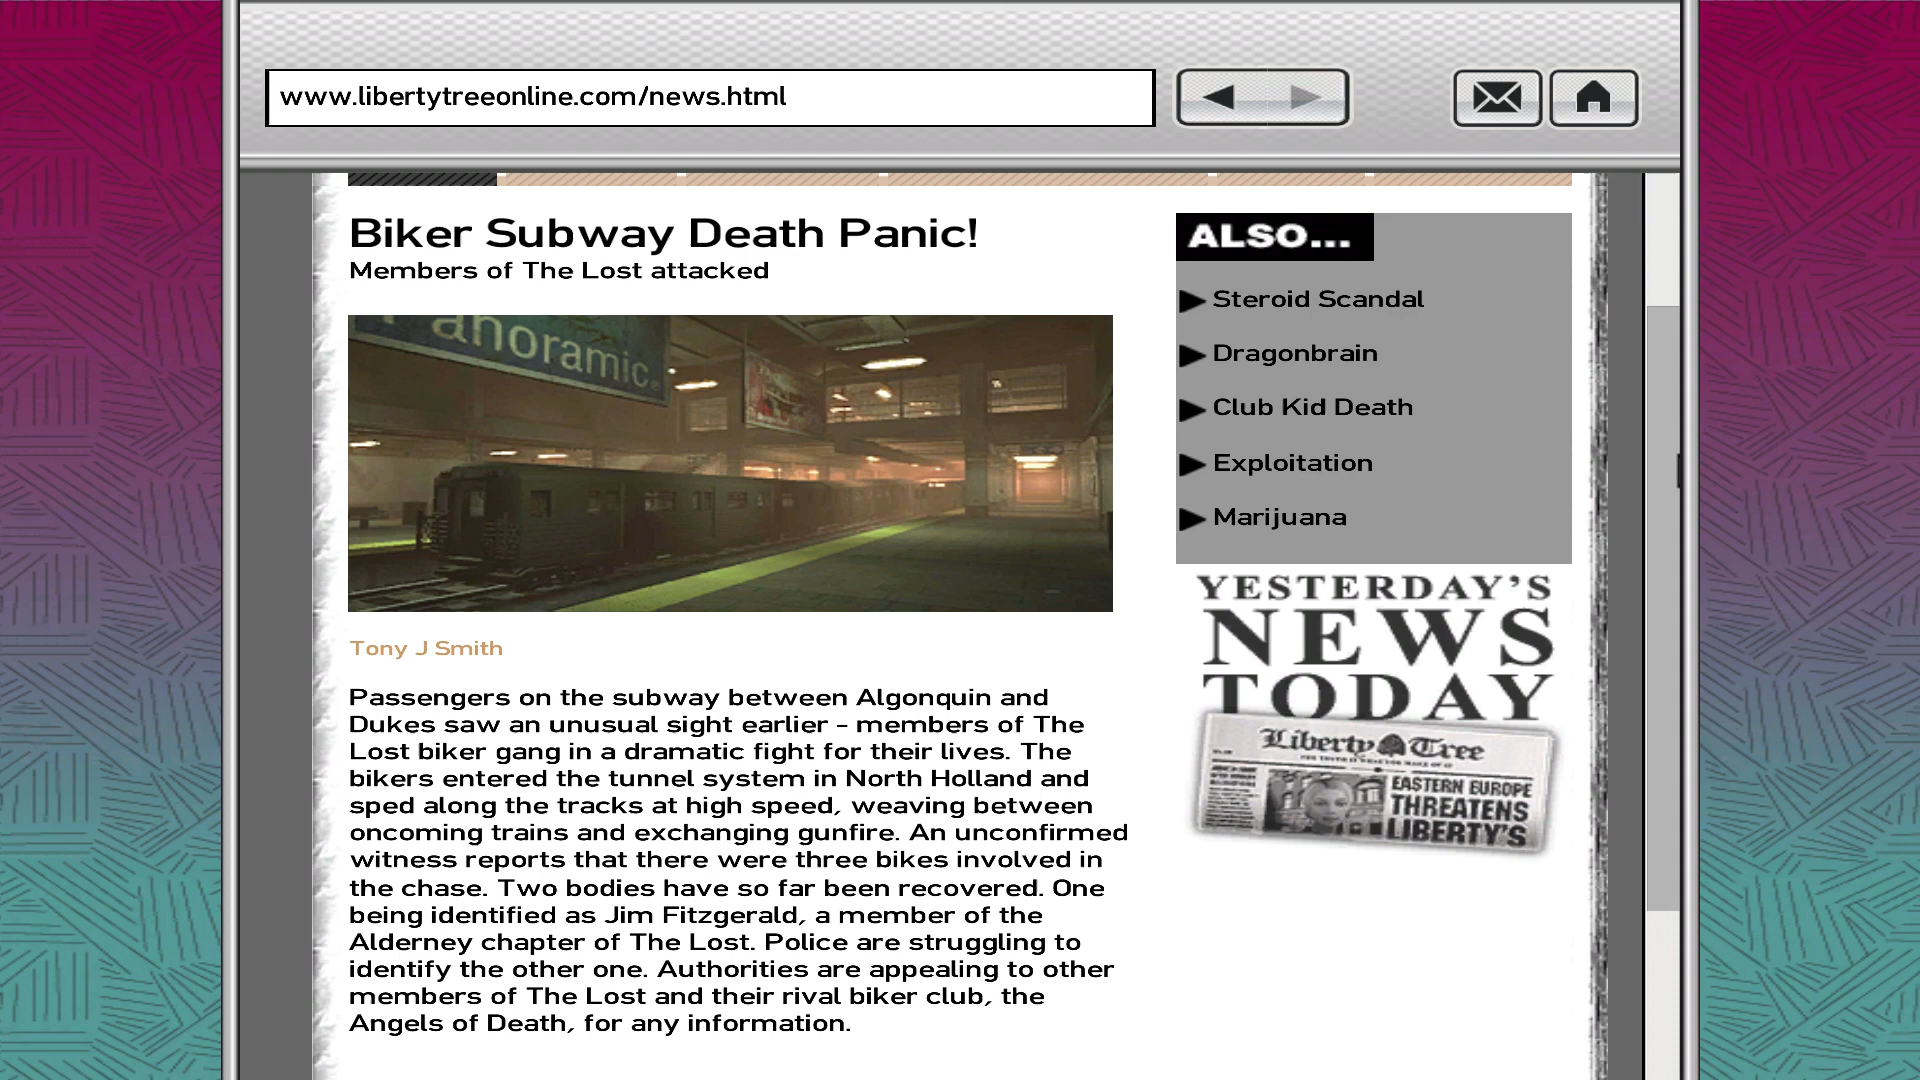 www.libertytreeonline.com/news.html
Biker Subway Death Panic!
Members of The Lost attacked
Panoramic
Tony J Smith
Passengers on the subway between Algonquin and
Dukes saw an unusual sight earlier - members of The
Lost biker gang in a dramatic fight for their lives. The
bikers entered the tunnel system in North Holland and
sped along the tracks at high speed, weaving between
oncoming trains and exchanging gunfire. An unconfirmed
witness reports that there were three bikes involved in
the chase. Two bodies have so far been recovered. One
being identified as Jim Fitzgerald, a member of the
Alderney chapter of The Lost. Police are struggling to
identify the other one. Authorities are appealing to other
members of The Lost and their rival biker club, the
Angels of Death, for any information.
ALSO...
Steroid Scandal
Dragonbrain
Club Kid Death
Exploitation
Marijuana
YESTERDAY'S
NEWS
TODAY
Liberty Tree
EASTERN EUROPE
THREATENS
LIBERTY'S